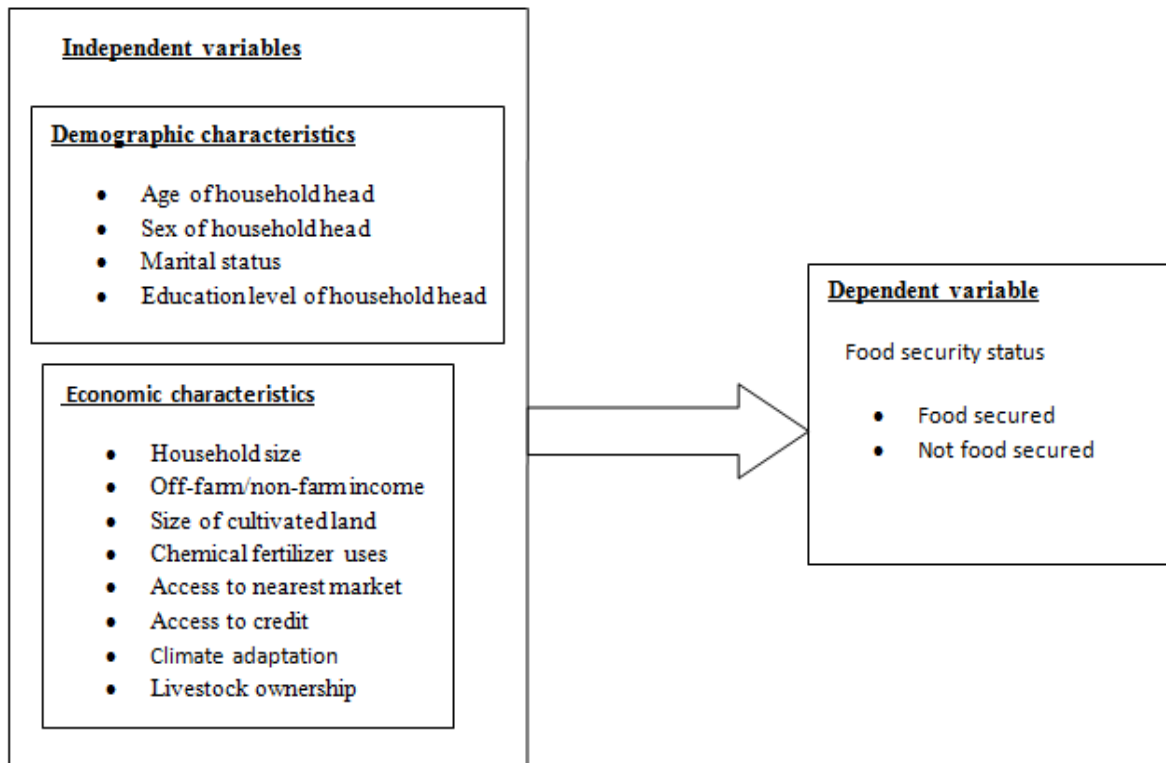 Independent variables
Demographic characteristics
• Age of household head
• Sex of household head
• Marital status
• Education level of household head
Economic characteristics
• Household size
• Off-farm/non-farm income
• Size of cultivated land
• Chemical fertilizer uses
• Access to nearest market
• Access to credit
• Climate adaptation
• Livestock ownership
Dependent variable
Food security status
• Food secured
• Not food secured